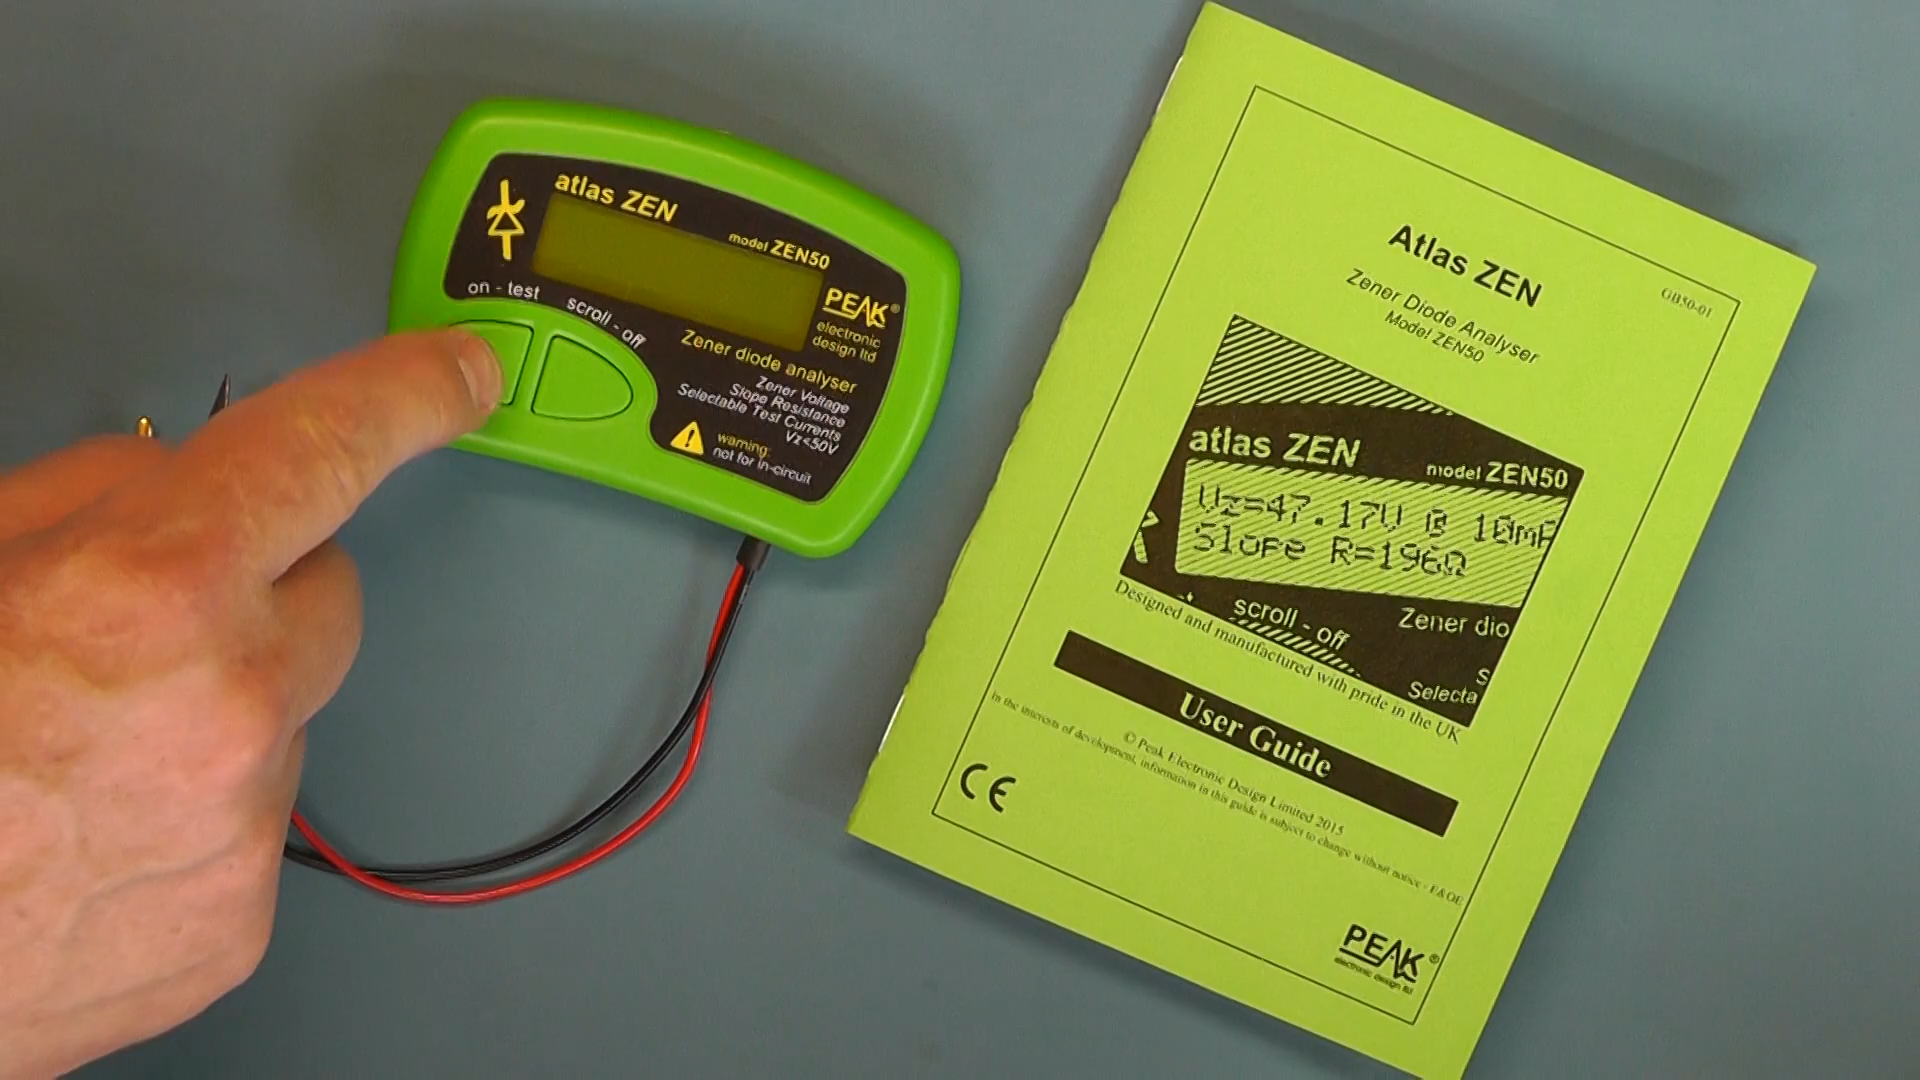 atlas ZEN
model ZEN50
PEAK®
electronic
design ltd
on - test
scroll - off
Zener diode analyser
Zener Voltage
Slope Resistance
Selectable Test Currents
Vz<50V
warning:
not for in-circuit
Atlas ZEN
GB50-01
Zener Diode Analyser
Model ZEN50
atlas ZEN
model ZEN50
Vz=47.17V @ 10m
Slope R=196Ω
scroll - off
Zener dio
S
Selecta
Designed and manufactured with pride in the UK
User Guide
© Peak Electronic Design Limited 2015
In the interests of development, information in this guide is subject to change without notice - E&OE
CE
PEAK®
electronic design ltd